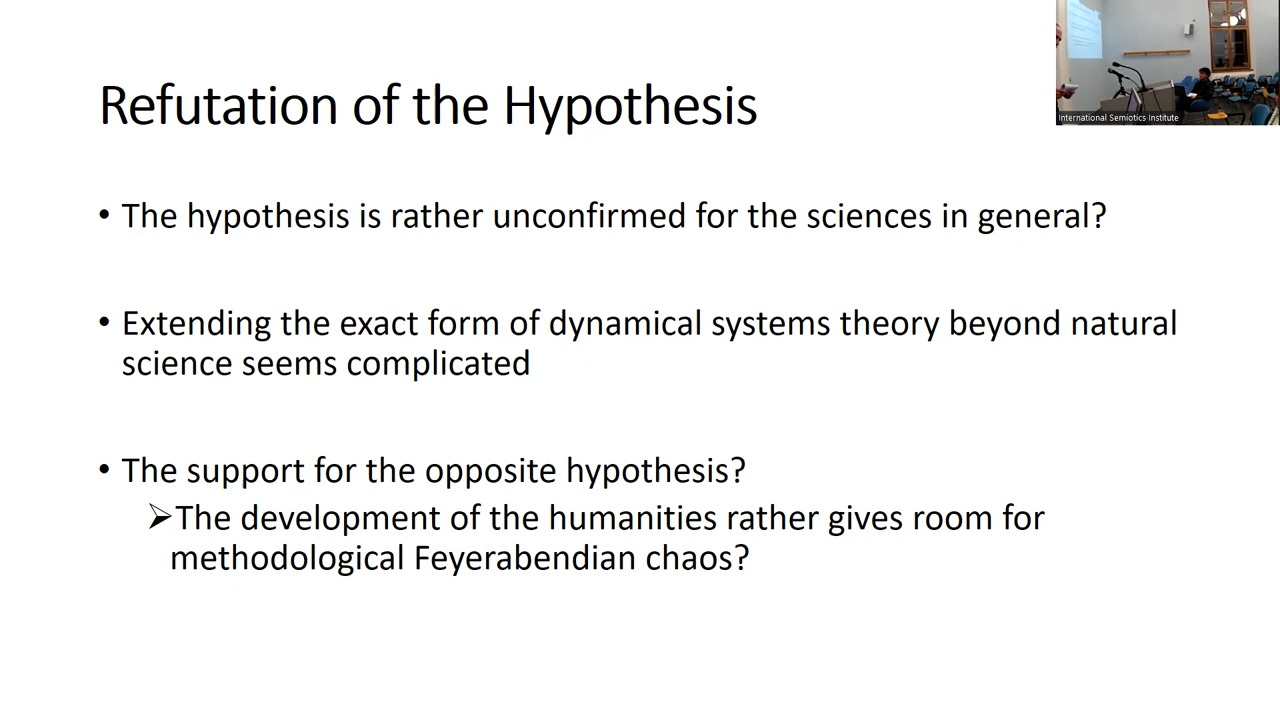 Refutation of the Hypothesis
International Semiotics Institute
• The hypothesis is rather unconfirmed for the sciences in general?
• Extending the exact form of dynamical systems theory beyond natural
science seems complicated
• The support for the opposite hypothesis?
➢The development of the humanities rather gives room for
methodological Feyerabendian chaos?